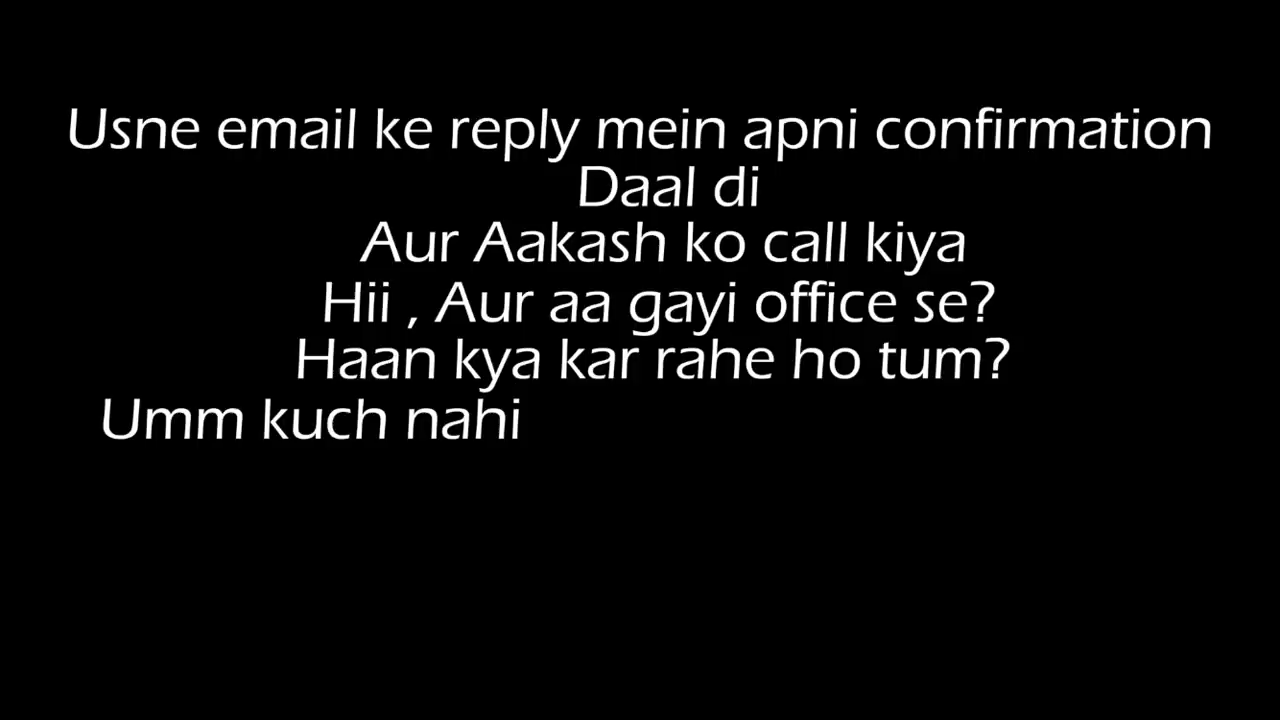 Usne email ke reply mein apni confirmation
Daal di
Aur Aakash ko call kiya
Hii , Aur aa gayi office se?
Haan kya kar rahe ho tum?
Umm kuch nahi